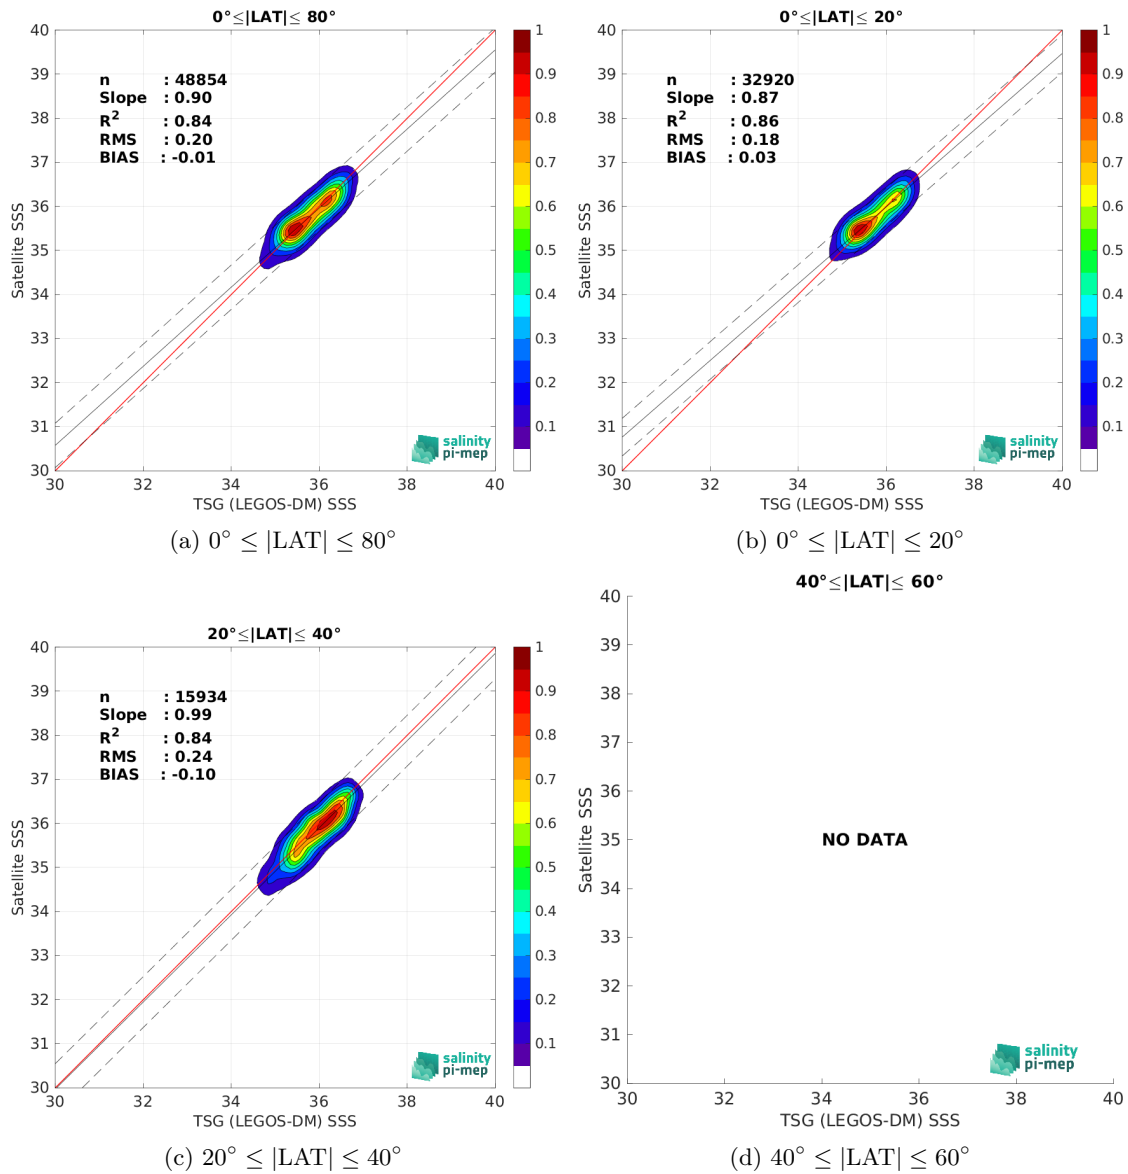 0°≤|LAT|≤ 80°
40
39
38
37
36
35
34
33
32
31
30
Satellite SSS
n : 48854
Slope : 0.90
R² : 0.84
RMS : 0.20
BIAS : -0.01
salinity
pi-mep
30 32 34 36 38 40
TSG (LEGOS-DM) SSS
1
0.9
0.8
0.7
0.6
0.5
0.4
0.3
0.2
0.1
(a) 0° ≤ |LAT| ≤ 80°
0°≤|LAT|≤ 20°
40
39
38
37
36
35
34
33
32
31
30
Satellite SSS
n : 32920
Slope : 0.87
R² : 0.86
RMS : 0.18
BIAS : 0.03
salinity
pi-mep
30 32 34 36 38 40
TSG (LEGOS-DM) SSS
1
0.9
0.8
0.7
0.6
0.5
0.4
0.3
0.2
0.1
(b) 0° ≤ |LAT| ≤ 20°
20°≤|LAT|≤ 40°
40
39
38
37
36
35
34
33
32
31
30
Satellite SSS
n : 15934
Slope : 0.99
R² : 0.84
RMS : 0.24
BIAS : -0.10
salinity
pi-mep
30 32 34 36 38 40
TSG (LEGOS-DM) SSS
1
0.9
0.8
0.7
0.6
0.5
0.4
0.3
0.2
0.1
(c) 20° ≤ |LAT| ≤ 40°
40°≤|LAT|≤ 60°
40
39
38
37
36
35
34
33
32
31
30
Satellite SSS
NO DATA
salinity
pi-mep
30 32 34 36 38 40
TSG (LEGOS-DM) SSS
(d) 40° ≤ |LAT| ≤ 60°